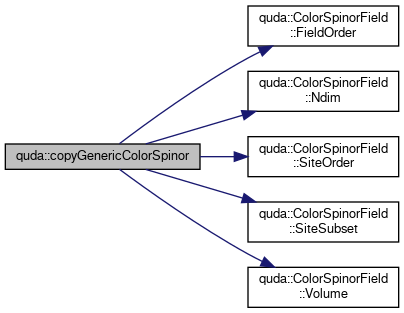 quda::ColorSpinorField
::FieldOrder
quda::ColorSpinorField
::Ndim
quda::copyGenericColorSpinor
quda::ColorSpinorField
::SiteOrder
quda::ColorSpinorField
::SiteSubset
quda::ColorSpinorField
::Volume